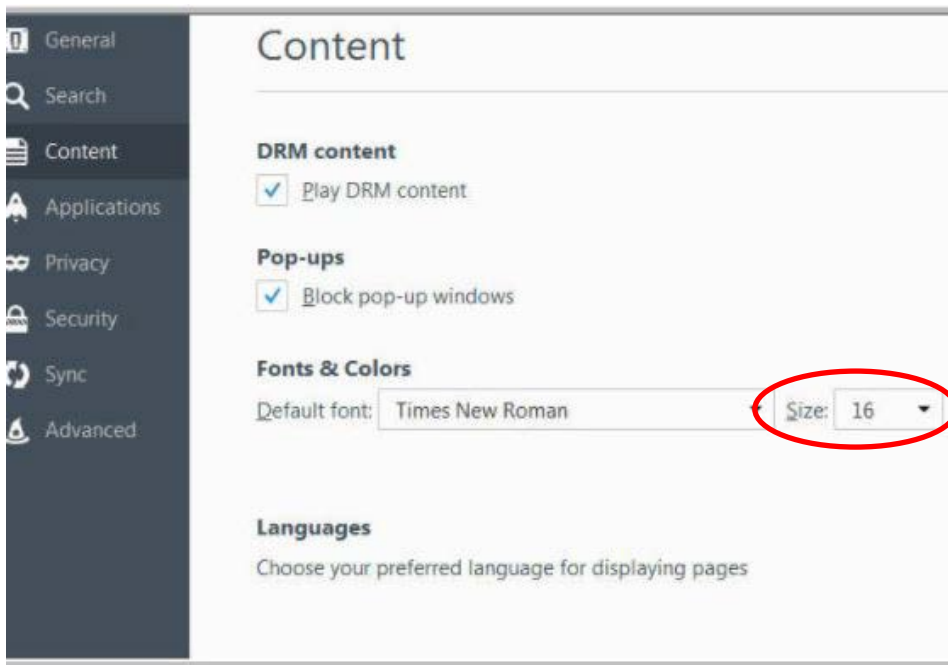 General
Search
Content
Applications
Privacy
Security
Sync
Advanced
Content
DRM content
Play DRM content
Pop-ups
Block pop-up windows
Fonts & Colors
Default font: Times New Roman Size: 16
Languages
Choose your preferred language for displaying pages